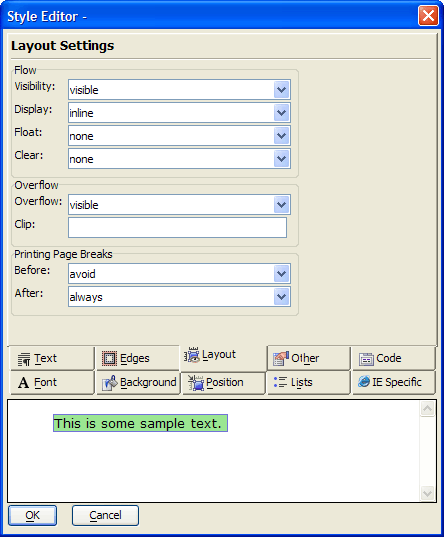 Style Editor -
Layout Settings
Flow
Visibility: visible
Display: inline
Float: none
Clear: none
Overflow
Overflow: visible
Clip:
Printing Page Breaks
Before: avoid
After: always
Text Edges Layout Other Code
Font Background Position Lists IE Specific
This is some sample text.
OK Cancel